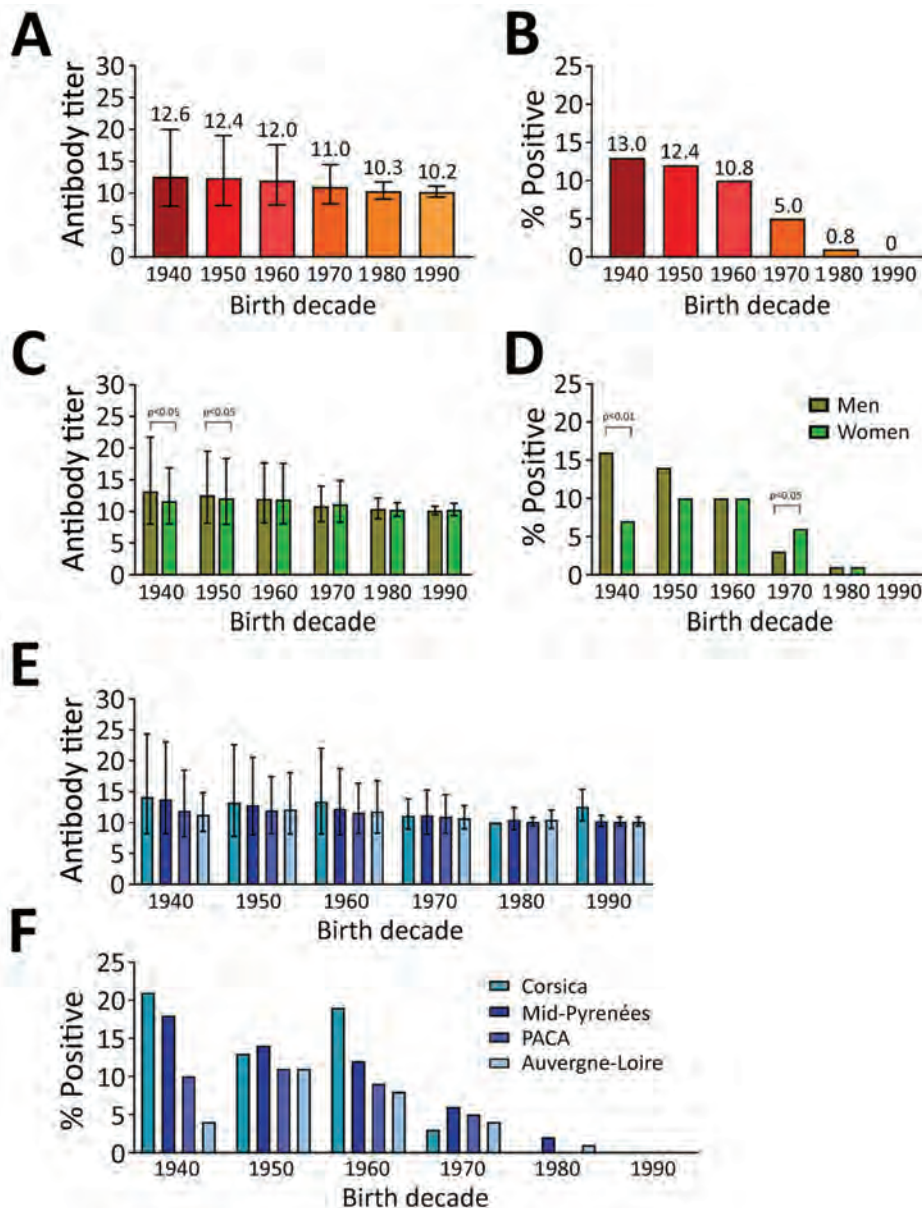 A
Antibody titer
30
25
20
15
10
5
0
12.6 12.4 12.0 11.0 10.3 10.2
1940 1950 1960 1970 1980 1990
Birth decade
B
% Positive
25
20
15
10
5
0
13.0 12.4 10.8 5.0 0.8 0
1940 1950 1960 1970 1980 1990
Birth decade
C
Antibody titer
30
25
20
15
10
5
0
p<0.05 p<0.05
1940 1950 1960 1970 1980 1990
Birth decade
D
% Positive
25
20
15
10
5
0
p<0.01
p<0.05
Men
Women
1940 1950 1960 1970 1980 1990
Birth decade
E
Antibody titer
30
25
20
15
10
5
0
1940 1950 1960 1970 1980 1990
Birth decade
F
% Positive
25
20
15
10
5
0
Corsica
Mid-Pyrenées
PACA
Auvergne-Loire
1940 1950 1960 1970 1980 1990
Birth decade